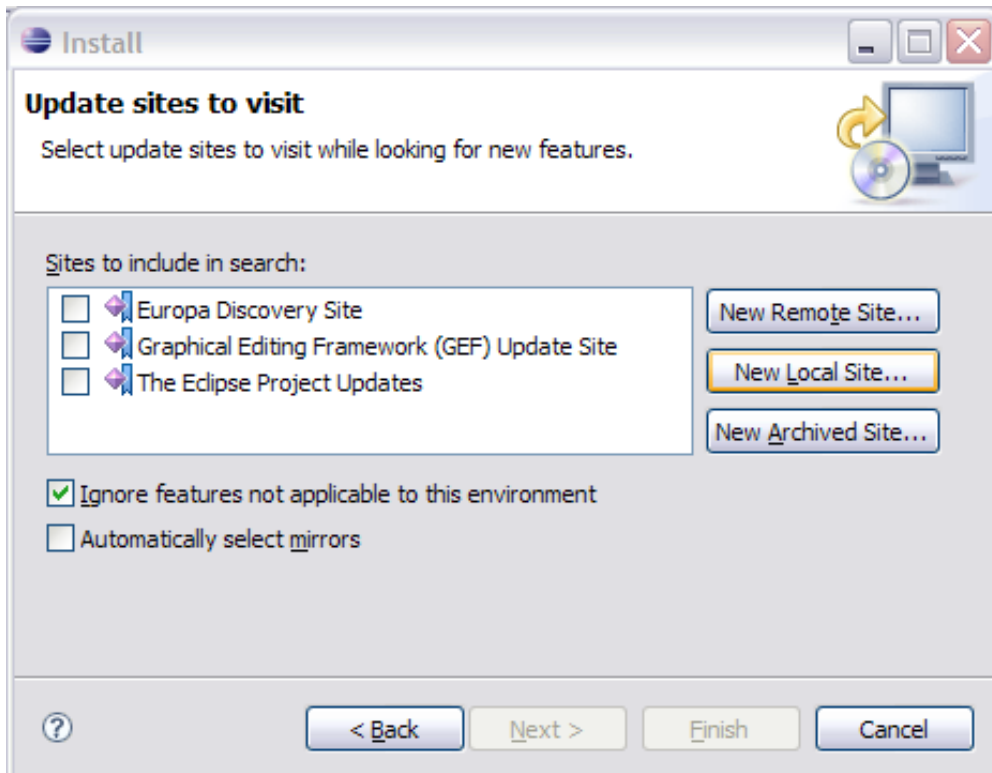 Install
Update sites to visit
Select update sites to visit while looking for new features.
Sites to include in search:
Europa Discovery Site
Graphical Editing Framework (GEF) Update Site
The Eclipse Project Updates
New Remote Site...
New Local Site...
New Archived Site...
Ignore features not applicable to this environment
Automatically select mirrors
?
< Back
Next >
Finish
Cancel